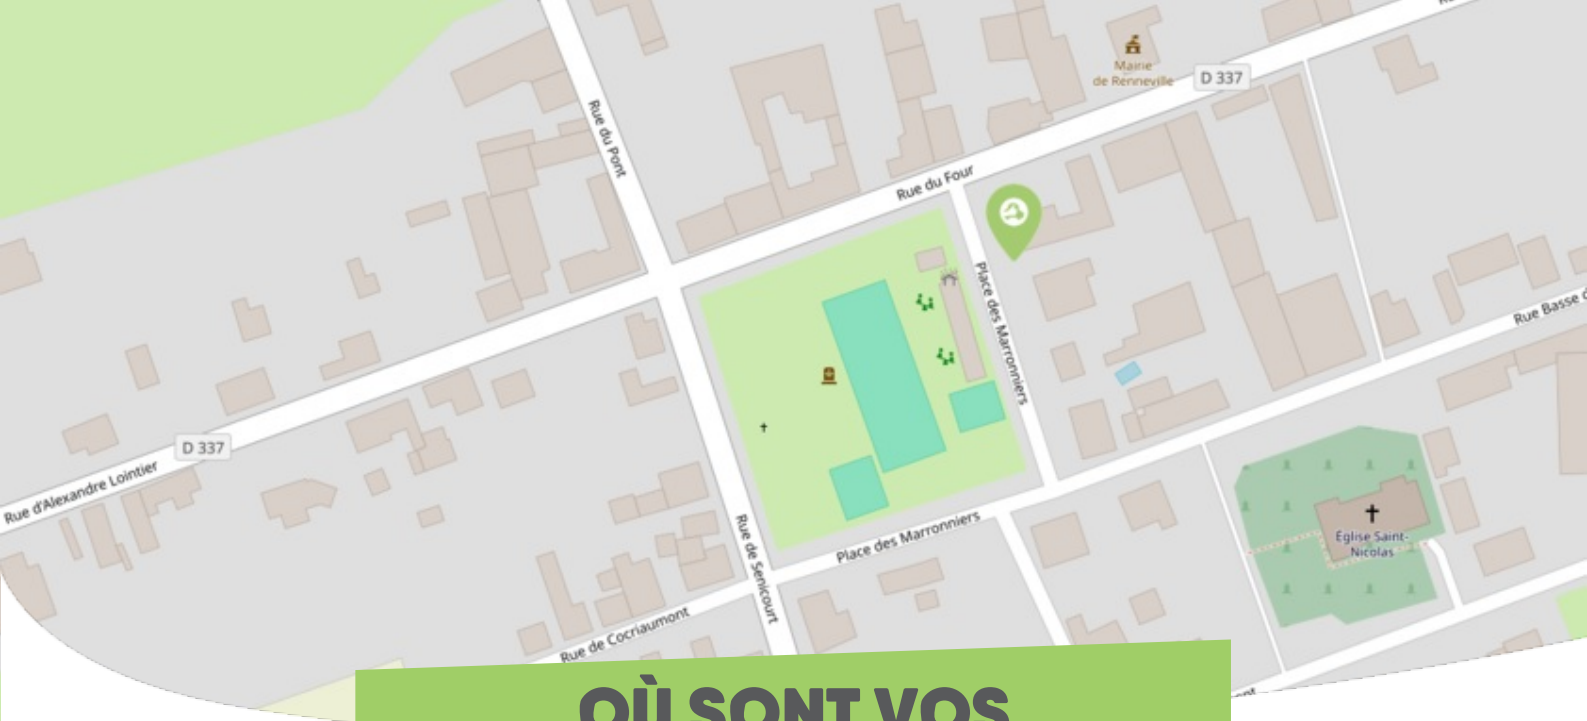 Mairie
de Renneville
D 337
Rue du Pont
Rue du Four
Place des Marronniers
Rue Basse
D 337
Rue d'Alexandre Lointier
Rue de Senicourt
Place des Marronniers
Église Saint-
Nicolas
Rue de Cocriaumont
OÙ SONT VOS